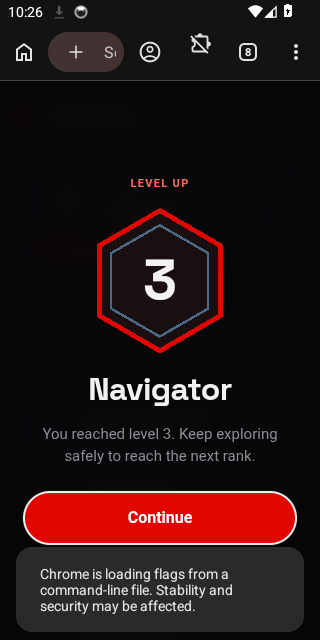 10:26
8
LEVEL UP
3
Navigator
You reached level 3. Keep exploring
safely to reach the next rank.
Continue
Chrome is loading flags from a
command-line file. Stability and
security may be affected.